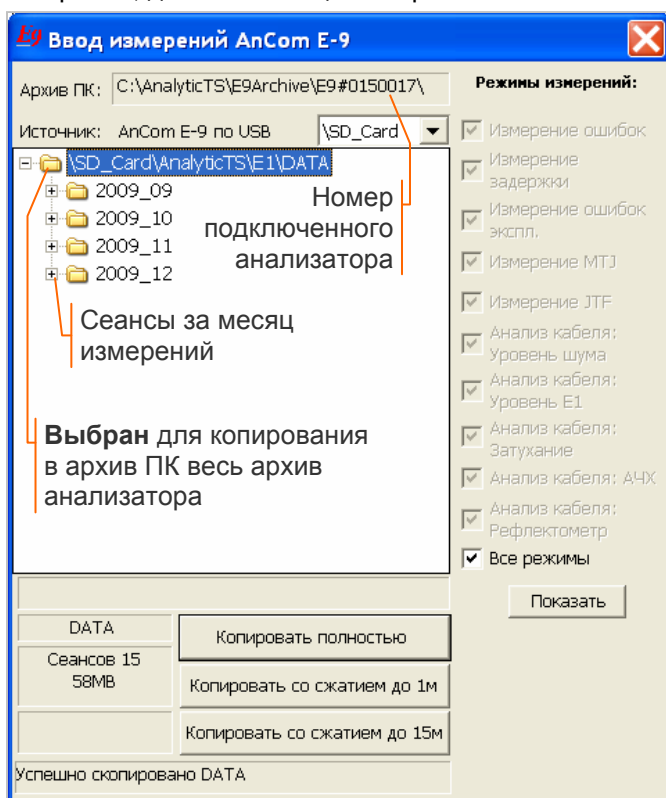 E9 Ввод измерений AnCom E-9
Архив ПК: C:\AnalyticTS\E9Archive\E9#0150017\
Источник: AnCom E-9 по USB \SD_Card
\SD_Card\AnalyticTS\E1\DATA
2009_09
2009_10
2009_11
2009_12
Номер
подключенного
анализатора
Сеансы за месяц
измерений
Выбран для копирования
в архив ПК весь архив
анализатора
Режимы измерений:
Измерение ошибок
Измерение
задержки
Измерение ошибок
экспл.
Измерение MTJ
Измерение JTF
Анализ кабеля:
Уровень шума
Анализ кабеля:
Уровень E1
Анализ кабеля:
Затухание
Анализ кабеля: АЧХ
Анализ кабеля:
Рефлектометр
Все режимы
Показать
DATA
Сеансов 15
58MB
Копировать полностью
Копировать со сжатием до 1м
Копировать со сжатием до 15м
Успешно скопировано DATA